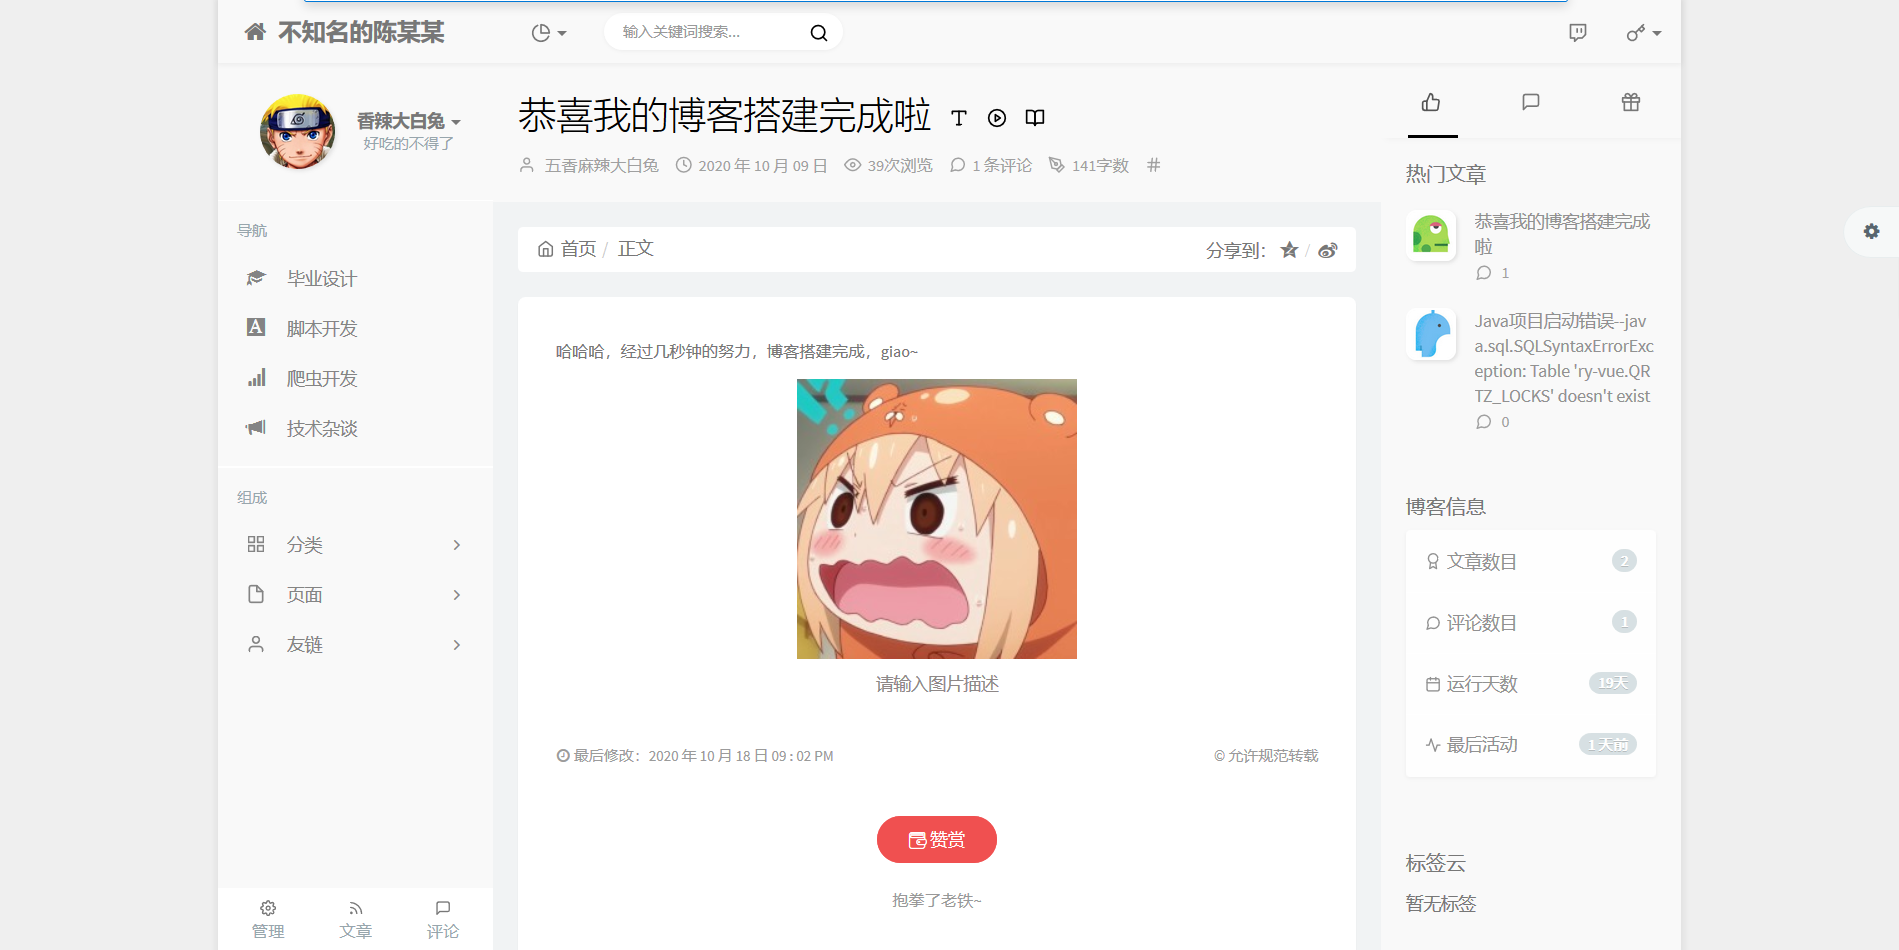 不知名的陈某某
输入关键词搜索...
香辣大白兔
好吃的不得了
导航
毕业设计
脚本开发
爬虫开发
技术杂谈
组成
分类
页面
友链
管理
文章
评论
恭喜我的博客搭建完成啦
五香麻辣大白兔 2020 年 10 月 09 日 39次浏览 1 条评论 141字数 #
首页 / 正文
分享到： /
哈哈哈，经过几秒钟的努力，博客搭建完成，giao~
请输入图片描述
最后修改：2020 年 10 月 18 日 09 : 02 PM
© 允许规范转载
赞赏
抱拳了老铁~
热门文章
恭喜我的博客搭建完成
啦
1
Java项目启动错误--jav
a.sql.SQLSyntaxErrorExc
eption: Table 'ry-vue.QR
TZ_LOCKS' doesn't exist
0
博客信息
文章数目 2
评论数目 1
运行天数 19天
最后活动 1 天前
标签云
暂无标签